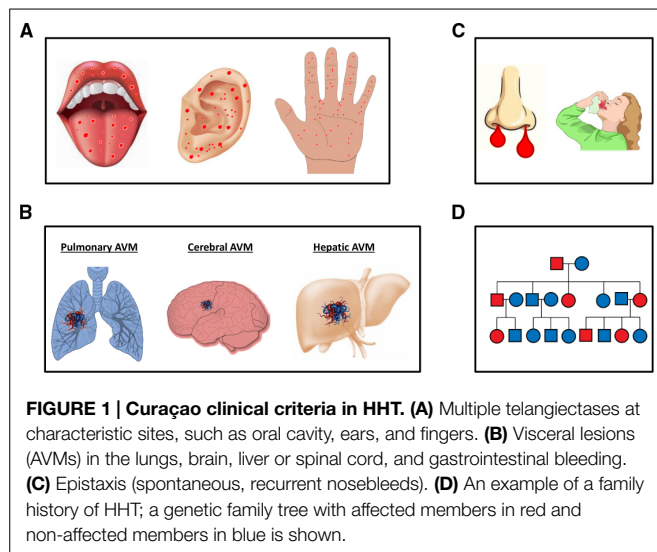 A
C
B
Pulmonary AVM
Cerebral AVM
Hepatic AVM
D
FIGURE 1 | Curaçao clinical criteria in HHT. (A) Multiple telangiectases at
characteristic sites, such as oral cavity, ears, and fingers. (B) Visceral lesions
(AVMs) in the lungs, brain, liver or spinal cord, and gastrointestinal bleeding.
(C) Epistaxis (spontaneous, recurrent nosebleeds). (D) An example of a family
history of HHT; a genetic family tree with affected members in red and
non-affected members in blue is shown.